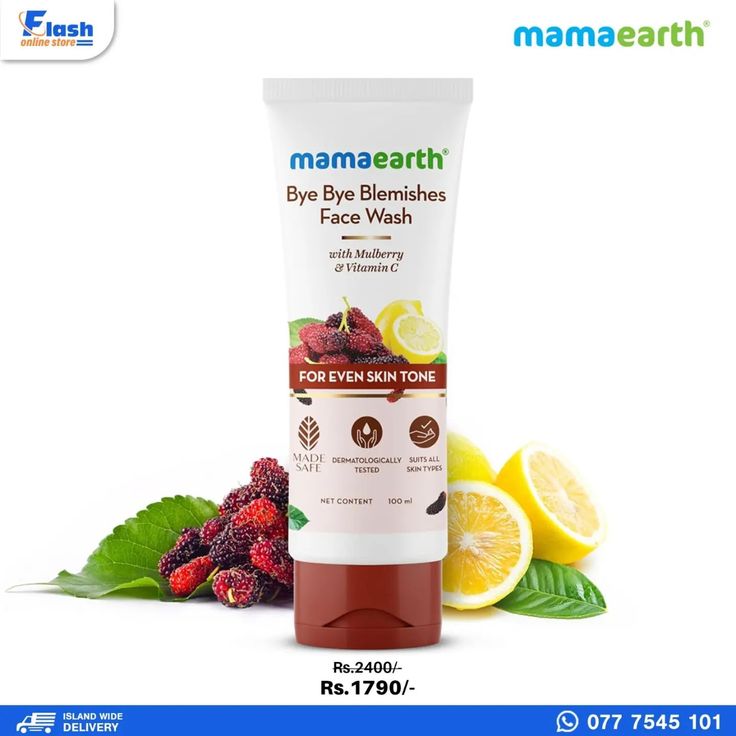 Flash
online store
mamaearth®
mamaearth®
Bye Bye Blemishes
Face Wash
with Mulberry
& Vitamin C
FOR EVEN SKIN TONE
MADE
SAFE
DERMATOLOGICALLY
TESTED
SUITS ALL
SKIN TYPES
NET CONTENT 100 ml
Rs.2400/-
Rs.1790/-
ISLAND WIDE
DELIVERY
077 7545 101